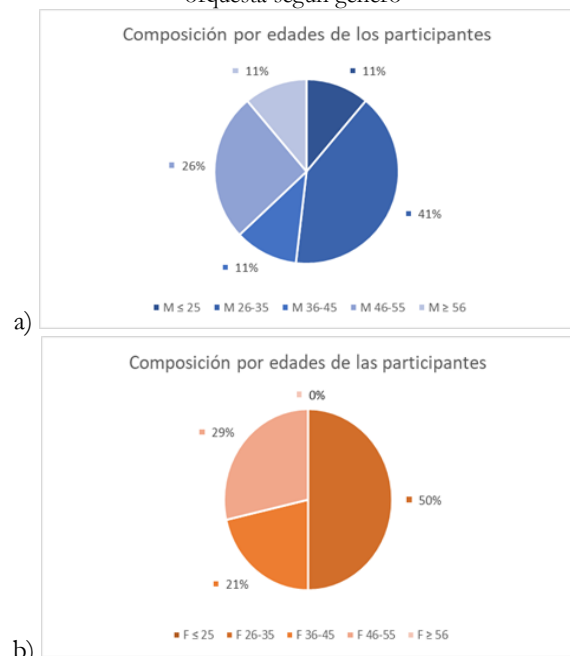 orquesta según género
Composición por edades de los participantes
11% 11%
26%
41%
11%
M ≤ 25 M 26-35 M 36-45 M 46-55 M ≥ 56
a)
Composición por edades de las participantes
0%
29%
50%
21%
F ≤ 25 F 26-35 F 36-45 F 46-55 F ≥ 56
b)